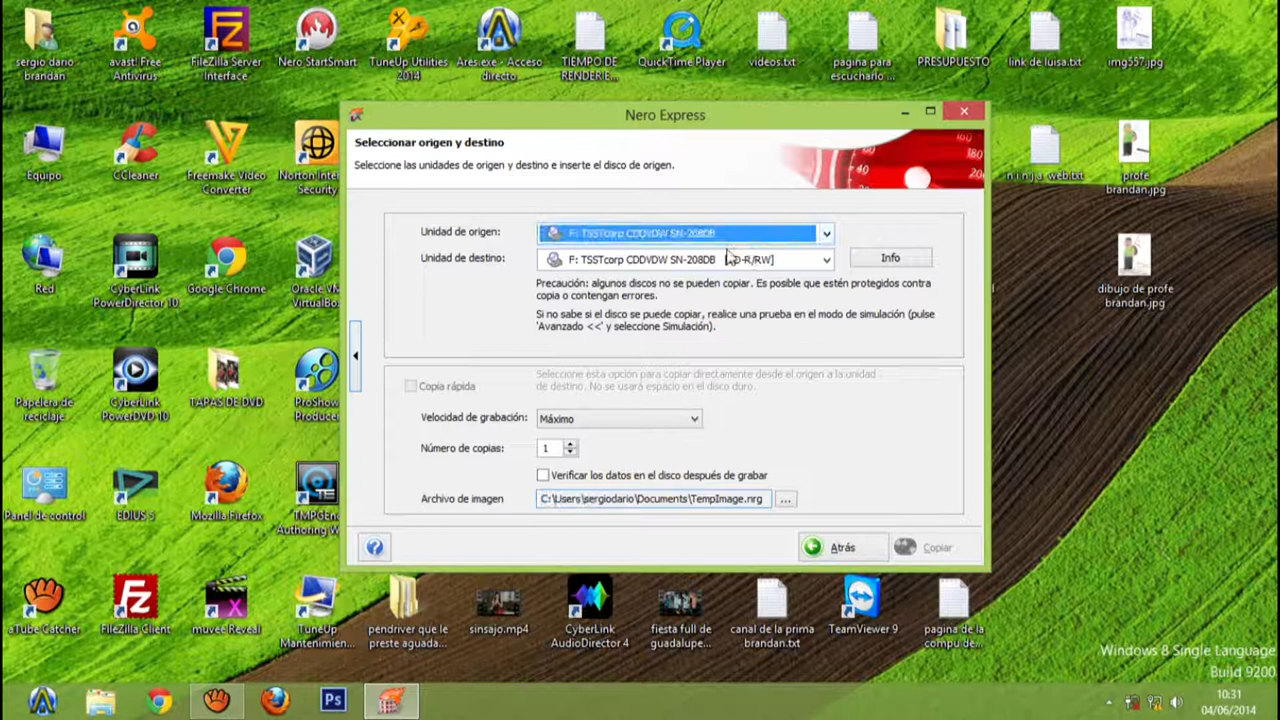 sergio dario
brandan
avast! Free
Antivirus
FileZilla Server
Interface
Nero StartSmart
TuneUp Utilities
2014
Ares.exe - Acceso
directo
TIEMPO DE
RENDERIE...
QuickTime Player
videos.txt
pagina para
escucharlo ...
PRESUPUESTO
link de luisa.txt
img557.jpg
Nero Express
Seleccionar origen y destino
Seleccione las unidades de origen y destino e inserte el disco de origen.
Equipo
CCleaner
Freemake Video
Converter
Norton Inter
Security
n i n j a web.txt
profe
brandan.jpg
Unidad de origen:
F: TSSTcorp CDDVDW SN-208DB
Unidad de destino:
F: TSSTcorp CDDVDW SN-208DB
D-R/RW]
Info
Precaución: algunos discos no se pueden copiar. Es posible que estén protegidos contra
copia o contengan errores.
Si no sabe si el disco se puede copiar, realice una prueba en el modo de simulación (pulse
'Avanzado <<' y seleccione Simulación).
Red
CyberLink
PowerDirector 10
Google Chrome
Oracle VM
VirtualBox
dibujo de profe
brandan.jpg
Copia rápida
Seleccione esta opción para copiar directamente desde el origen a la unidad
de destino. No se usará espacio en el disco duro.
Velocidad de grabación:
Máximo
Número de copias:
1
Verificar los datos en el disco después de grabar
Archivo de imagen
C:\Users\sergiodario\Documents\TempImage.nrg
...
Atrás
Copiar
Papelera de
reciclaje
CyberLink
PowerDVD 10
TAPAS DE DVD
ProShow
Producer
Panel de control
EDIUS 5
Mozilla Firefox
TMPGEnc
Authoring W
aTube Catcher
FileZilla Client
muvee Reveal
TuneUp
Mantenimien...
pendriver que le
preste aguada...
sinsajo.mp4
CyberLink
AudioDirector 4
fiesta full de
guadalupe...
canal de la prima
brandan.txt
TeamViewer 9
pagina de la
compu de...
Windows 8 Single Language
Build 9200
Ps
10:31
04/06/2014